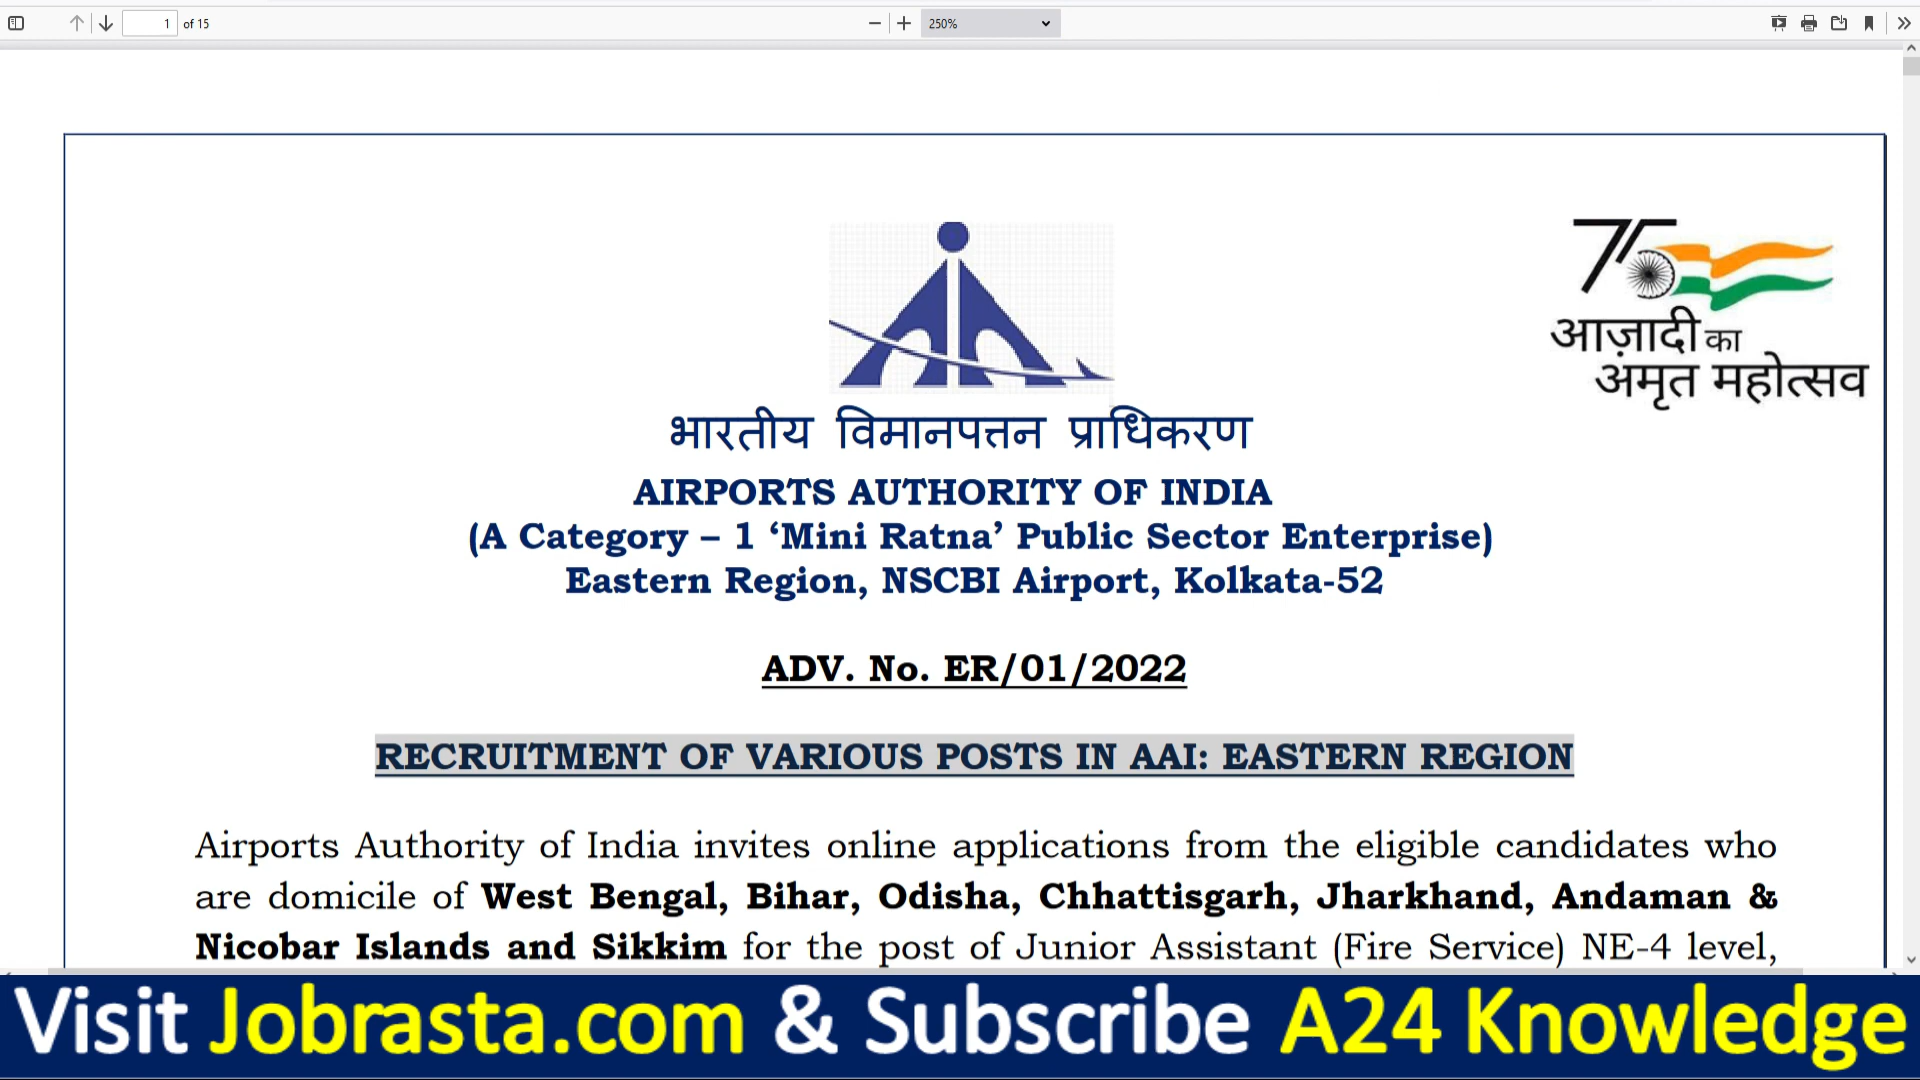 1 of 15 250%
75
आज़ादी का
अमृत महोत्सव
भारतीय विमानपत्तन प्राधिकरण
AIRPORTS AUTHORITY OF INDIA
(A Category – 1 ‘Mini Ratna’ Public Sector Enterprise)
Eastern Region, NSCBI Airport, Kolkata-52
ADV. No. ER/01/2022
RECRUITMENT OF VARIOUS POSTS IN AAI: EASTERN REGION
Airports Authority of India invites online applications from the eligible candidates who
are domicile of West Bengal, Bihar, Odisha, Chhattisgarh, Jharkhand, Andaman &
Nicobar Islands and Sikkim for the post of Junior Assistant (Fire Service) NE-4 level,
Visit Jobrasta.com & Subscribe A24 Knowledge